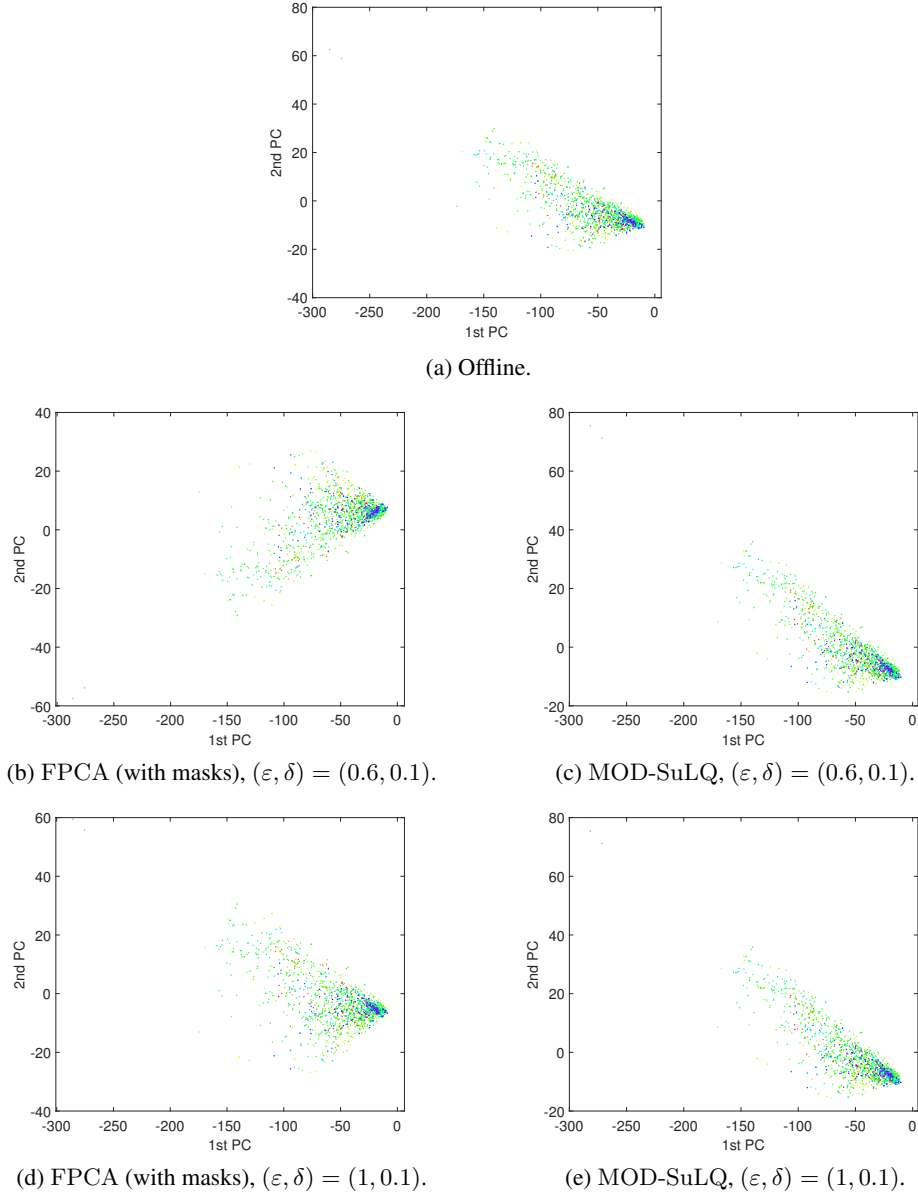 80
60
40
20
0
-20
-40
2nd PC
-300 -250 -200 -150 -100 -50 0
1st PC
(a) Offline.
40
20
0
-20
-40
-60
2nd PC
-300 -250 -200 -150 -100 -50 0
1st PC
(b) FPCA (with masks), (ε, δ) = (0.6, 0.1).
80
60
40
20
0
-20
2nd PC
-300 -250 -200 -150 -100 -50 0
1st PC
(c) MOD-SuLQ, (ε, δ) = (0.6, 0.1).
60
40
20
0
-20
-40
2nd PC
-300 -250 -200 -150 -100 -50 0
1st PC
(d) FPCA (with masks), (ε, δ) = (1, 0.1).
80
60
40
20
0
-20
2nd PC
-300 -250 -200 -150 -100 -50 0
1st PC
(e) MOD-SuLQ, (ε, δ) = (1, 0.1).